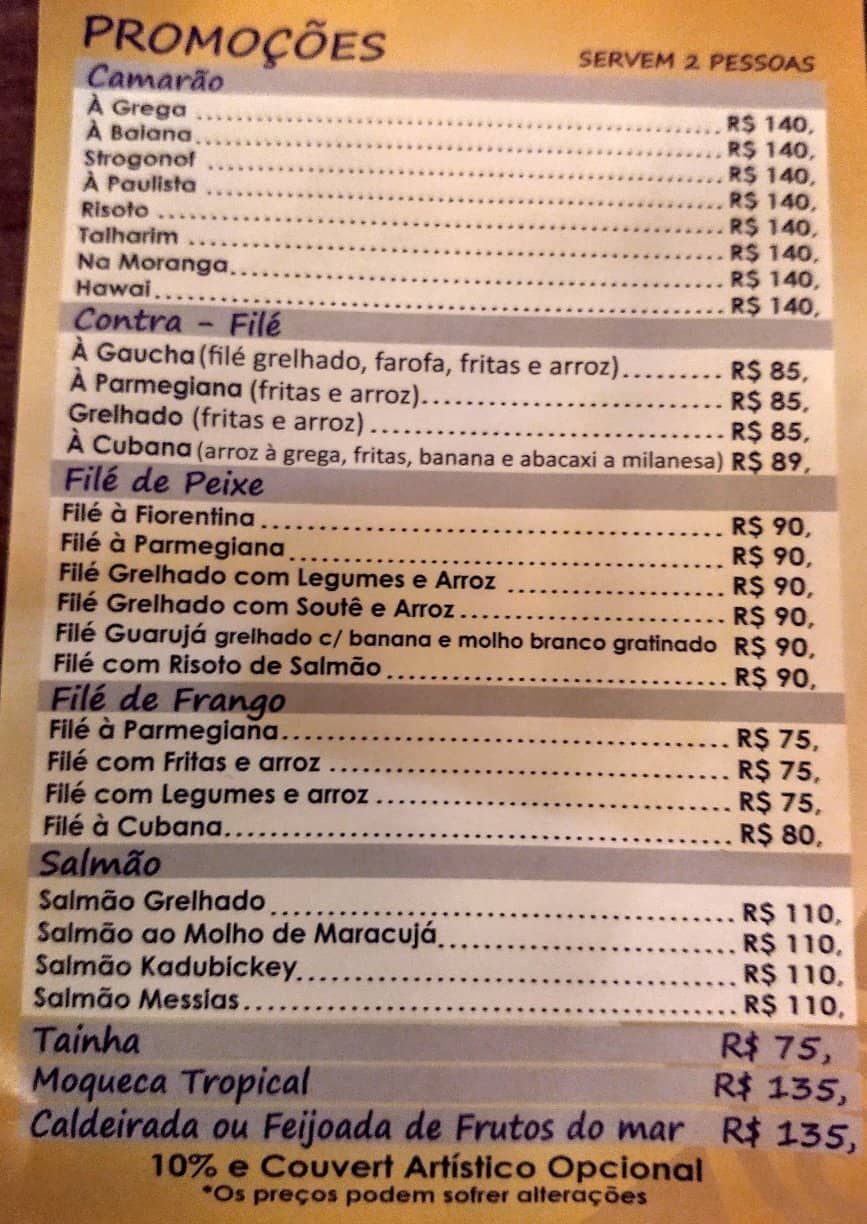 PROMOÇÕES
SERVEM 2 PESSOAS
Camarão
À Grega ........ R$ 140,
À Baiana ........ R$ 140,
Strogonof ........ R$ 140,
À Paulista ........ R$ 140,
Risoto ........ R$ 140,
Talharim ........ R$ 140,
Na Moranga ........ R$ 140,
Hawai ........ R$ 140,
Contra - Filé
À Gaucha (filé grelhado, farofa, fritas e arroz) ........ R$ 85,
À Parmegiana (fritas e arroz) ........ R$ 85,
Grelhado (fritas e arroz) ........ R$ 85,
À Cubana (arroz à grega, fritas, banana e abacaxi a milanesa) R$ 89,
Filé de Peixe
Filé à Fiorentina ........ R$ 90,
Filé à Parmegiana ........ R$ 90,
Filé Grelhado com Legumes e Arroz ........ R$ 90,
Filé Grelhado com Soutê e Arroz ........ R$ 90,
Filé Guarujá grelhado c/ banana e molho branco gratinado R$ 90,
Filé com Risoto de Salmão ........ R$ 90,
Filé de Frango
Filé à Parmegiana ........ R$ 75,
Filé com Fritas e arroz ........ R$ 75,
Filé com Legumes e arroz ........ R$ 75,
Filé à Cubana ........ R$ 80,
Salmão
Salmão Grelhado ........ R$ 110,
Salmão ao Molho de Maracujá ........ R$ 110,
Salmão Kadubickey ........ R$ 110,
Salmão Messias ........ R$ 110,
Tainha R$ 75,
Moqueca Tropical R$ 135,
Caldeirada ou Feijoada de Frutos do mar R$ 135,
10% e Couvert Artístico Opcional
*Os preços podem sofrer alterações